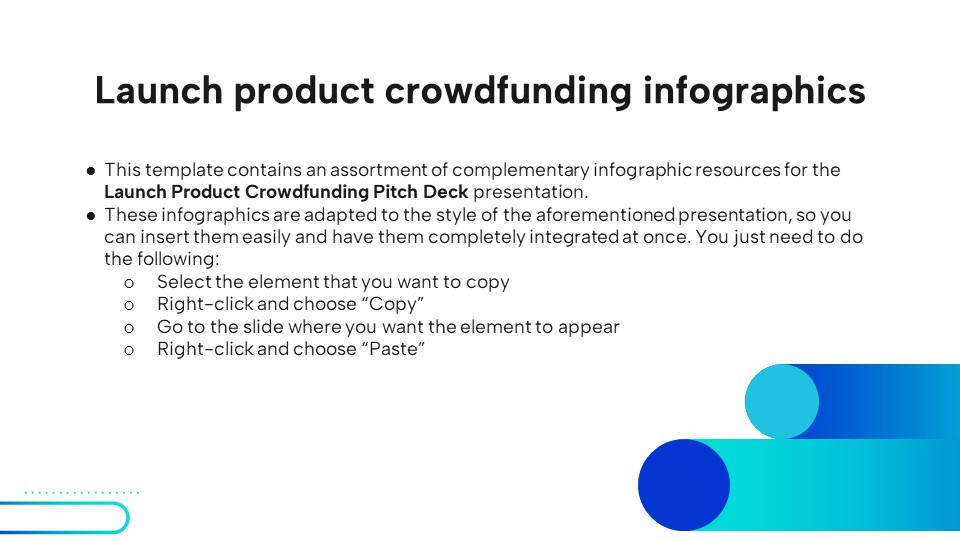 Launch product crowdfunding infographics
● This template contains an assortment of complementary infographic resources for the
Launch Product Crowdfunding Pitch Deck presentation.
● These infographics are adapted to the style of the aforementioned presentation, so you
can insert them easily and have them completely integrated at once. You just need to do
the following:
○ Select the element that you want to copy
○ Right-click and choose “Copy”
○ Go to the slide where you want the element to appear
○ Right-click and choose “Paste”